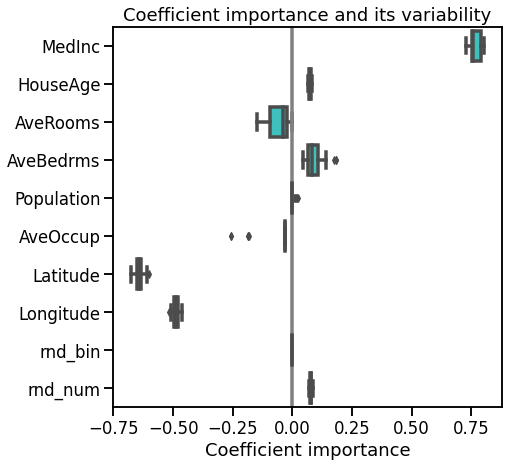 Coefficient importance and its variability
MedInc
HouseAge
AveRooms
AveBedrms
Population
AveOccup
Latitude
Longitude
rnd_bin
rnd_num
−0.75 −0.50 −0.25 0.00 0.25 0.50 0.75
Coefficient importance